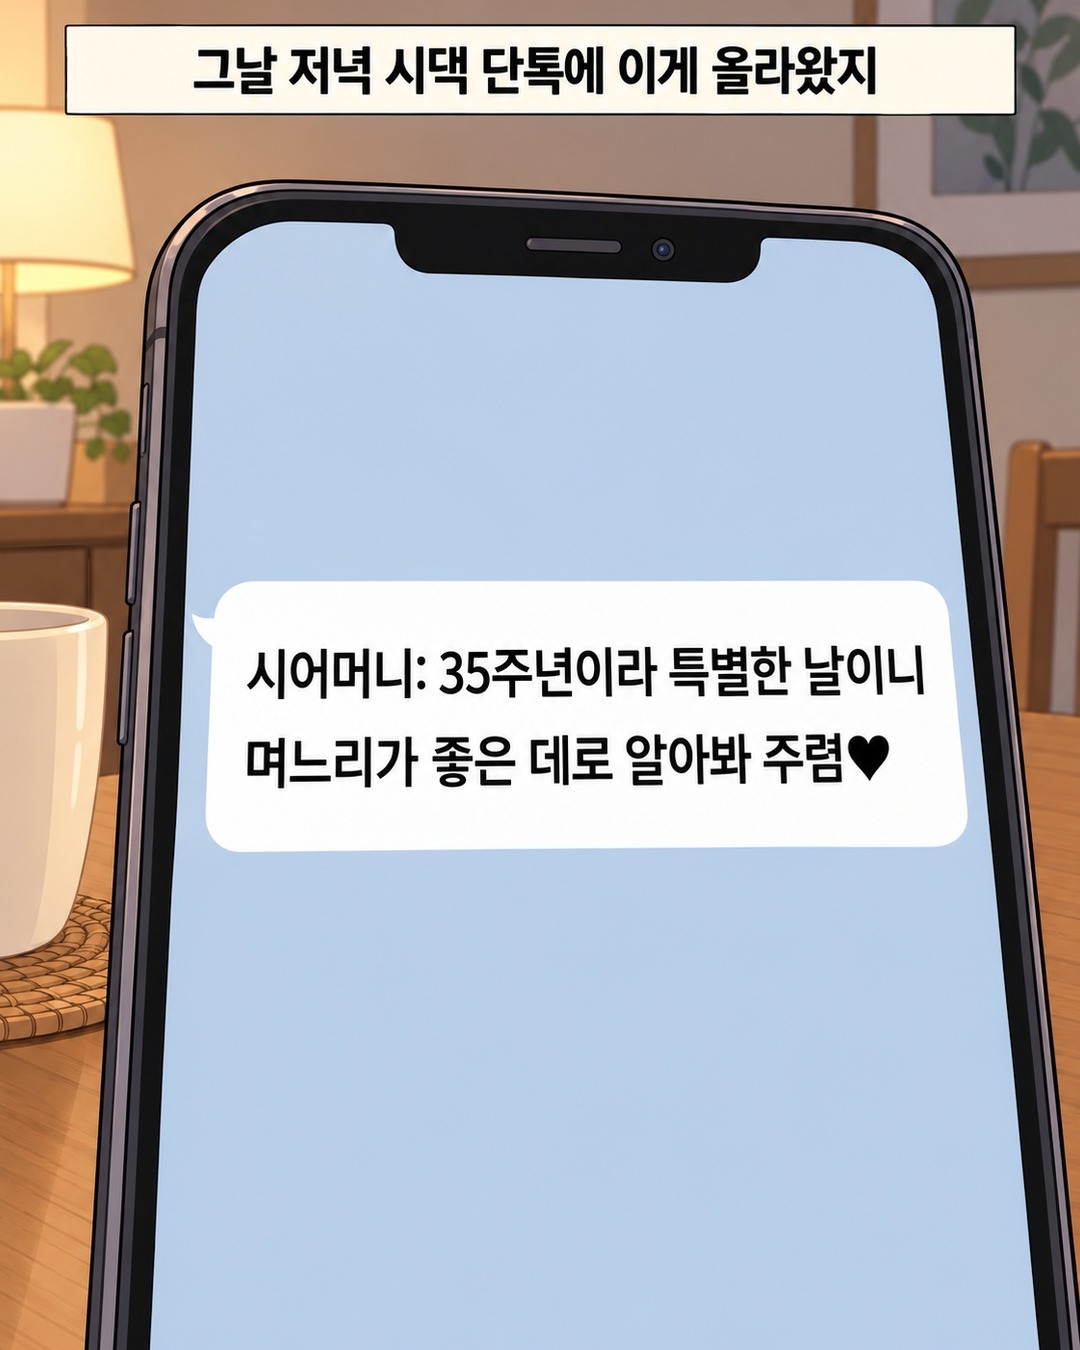 그날 저녁 시댁 단톡에 이게 올라왔지
시어머니: 35주년이라 특별한 날이니
며느리가 좋은 데로 알아봐 주렴♥